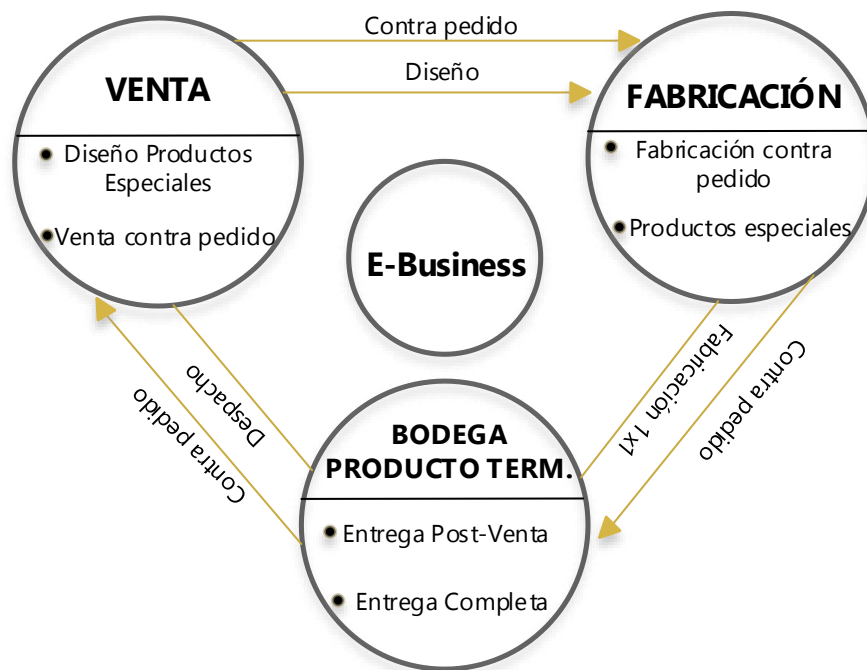 Contra pedido
Diseño
VENTA
Diseño Productos
Especiales
Venta contra pedido
FABRICACIÓN
Fabricación contra
pedido
Productos especiales
E-Business
Despacho
Contra pedido
Fabricación 1x1
Contra pedido
BODEGA
PRODUCTO TERM.
Entrega Post-Venta
Entrega Completa